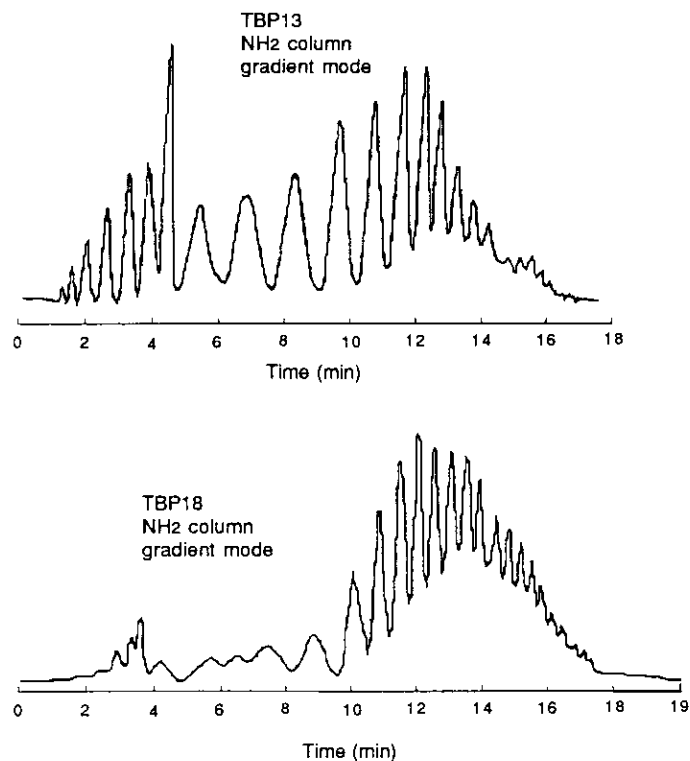 TBP13
NH2 column
gradient mode
0 2 4 6 8 10 12 14 16 18
Time (min)
TBP18
NH2 column
gradient mode
0 2 4 6 8 10 12 14 16 18 19
Time (min)